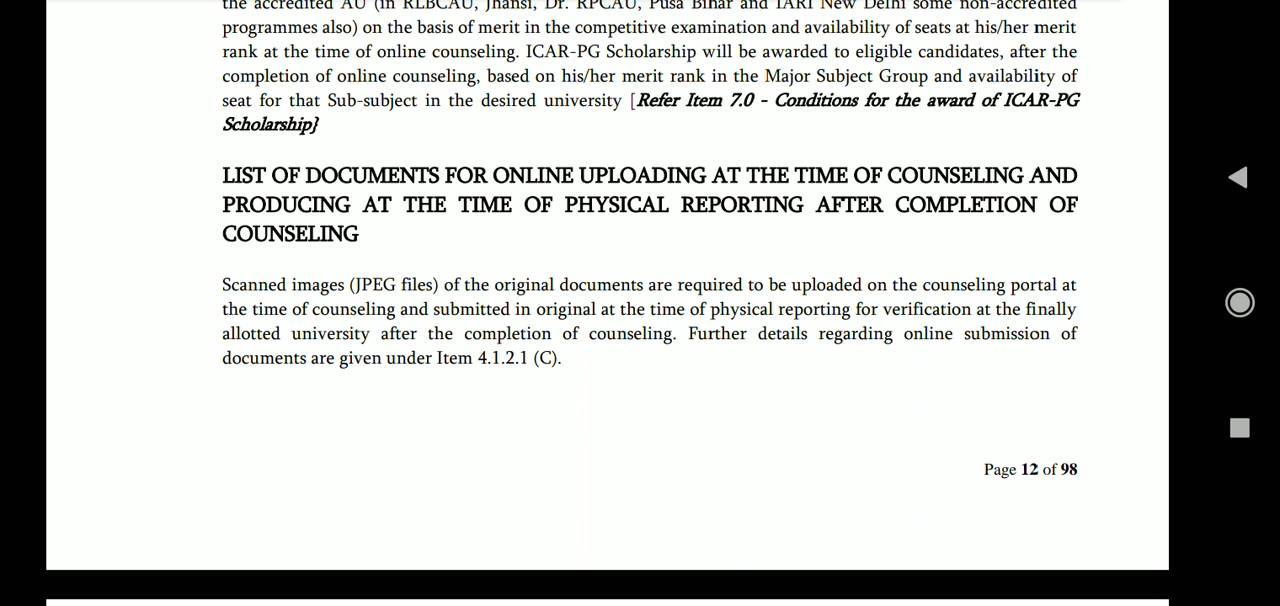 the accredited AU (in RLBCAU, Jhansi, Dr. RPCAU, Pusa Bihar and IARI New Delhi some non-accredited
programmes also) on the basis of merit in the competitive examination and availability of seats at his/her merit
rank at the time of online counseling. ICAR-PG Scholarship will be awarded to eligible candidates, after the
completion of online counseling, based on his/her merit rank in the Major Subject Group and availability of
seat for that Sub-subject in the desired university [Refer Item 7.0 - Conditions for the award of ICAR-PG
Scholarship}
LIST OF DOCUMENTS FOR ONLINE UPLOADING AT THE TIME OF COUNSELING AND
PRODUCING AT THE TIME OF PHYSICAL REPORTING AFTER COMPLETION OF
COUNSELING
Scanned images (JPEG files) of the original documents are required to be uploaded on the counseling portal at
the time of counseling and submitted in original at the time of physical reporting for verification at the finally
allotted university after the completion of counseling. Further details regarding online submission of
documents are given under Item 4.1.2.1 (C).
Page 12 of 98